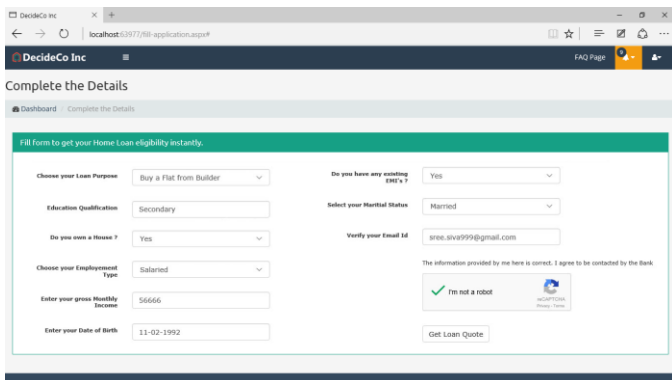 DecideCo Inc
localhost:63977/fill-application.aspx#
DecideCo Inc
FAQ Page
Complete the Details
Dashboard / Complete the Details
Fill form to get your Home Loan eligibility instantly.
Choose your Loan Purpose
Buy a Flat from Builder
Education Qualification
Secondary
Do you own a House ?
Yes
Choose your Employement
Type
Salaried
Enter your gross Monthly
Income
56666
Enter your Date of Birth
11-02-1992
Do you have any existing
EMI's ?
Yes
Select your Maritial Status
Married
Verify your Email Id
sree.siva999@gmail.com
The information provided by me here is correct. I agree to be contacted by the Bank
I'm not a robot
reCAPTCHA
Privacy - Terms
Get Loan Quote